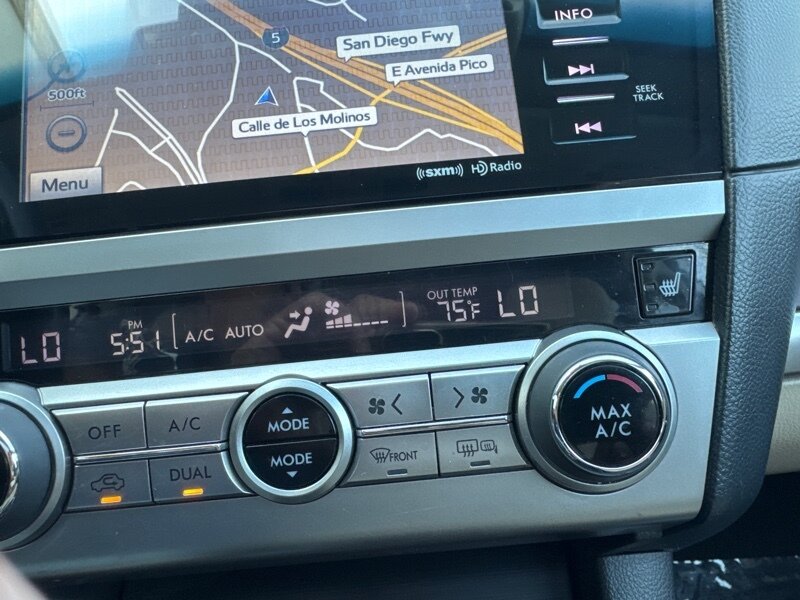 INFO
5
San Diego Fwy
E Avenida Pico
500ft
Calle de Los Molinos
SEEK
TRACK
Menu
((sxm)) HD Radio
LO
PM
5:51
A/C AUTO
OUT TEMP
75°F
LO
OFF
A/C
MODE
MODE
FRONT
DUAL
MAX
A/C